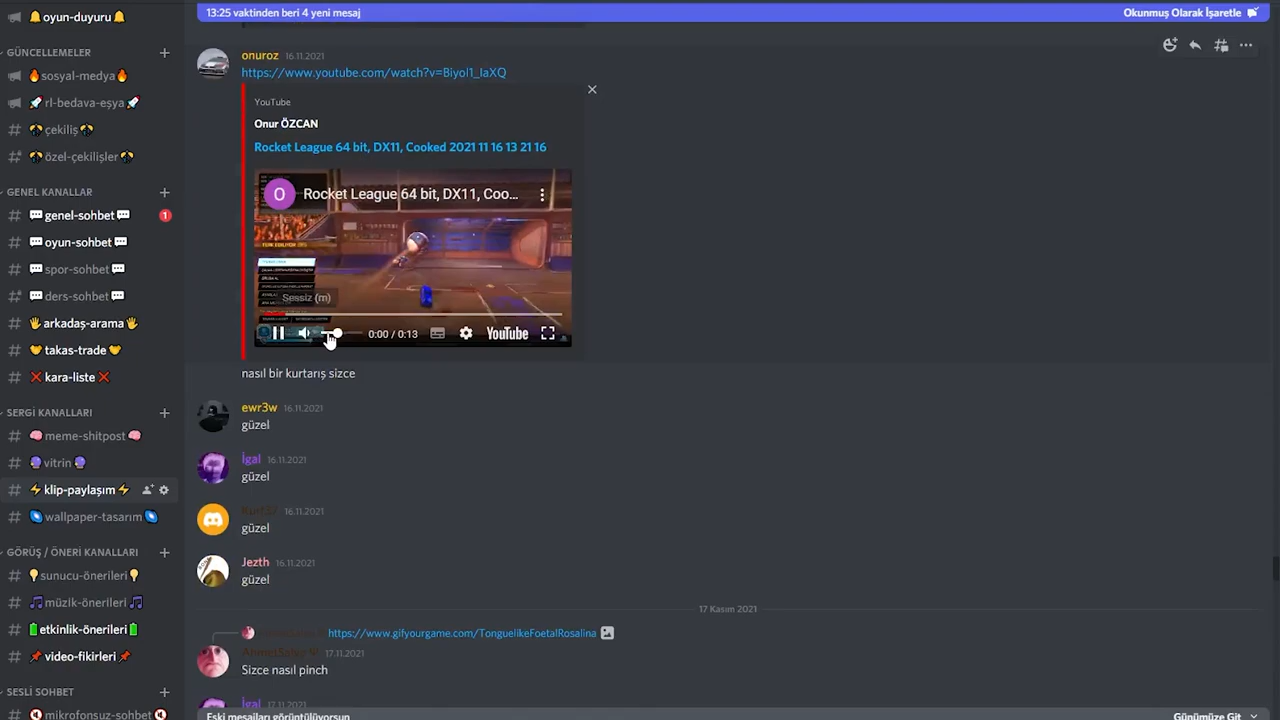 oyun-duyuru
GÜNCELLEMELER
sosyal-medya
rl-bedava-eşya
çekiliş
özel-çekilişler
GENEL KANALLAR
genel-sohbet
1
oyun-sohbet
spor-sohbet
ders-sohbet
arkadaş-arama
takas-trade
kara-liste
SERGİ KANALLARI
meme-shitpost
vitrin
klip-paylaşım
wallpaper-tasarım
GÖRÜŞ / ÖNERİ KANALLARI
sunucu-önerileri
müzik-önerileri
etkinlik-önerileri
video-fikirleri
SESLİ SOHBET
mikrofonsuz-sohbet
13:25 vaktinden beri 4 yeni mesaj
Okunmuş Olarak İşaretle
onuroz 16.11.2021
https://www.youtube.com/watch?v=Biyol1_IaXQ
YouTube
Onur ÖZCAN
Rocket League 64 bit, DX11, Cooked 2021 11 16 13 21 16
O Rocket League 64 bit, DX11, Coo...
Sessiz (m)
0:00 / 0:13 YouTube
nasıl bir kurtarış sizce
ewr3w 16.11.2021
güzel
İgal 16.11.2021
güzel
16.11.2021
güzel
Jezth 16.11.2021
güzel
17 Kasım 2021
https://www.gifyourgame.com/TonguelikeFoetalRosalina
17.11.2021
Sizce nasıl pinch
İgal 17.11.2021
Eski mesajları görüntülüyorsun
Günümüze Git